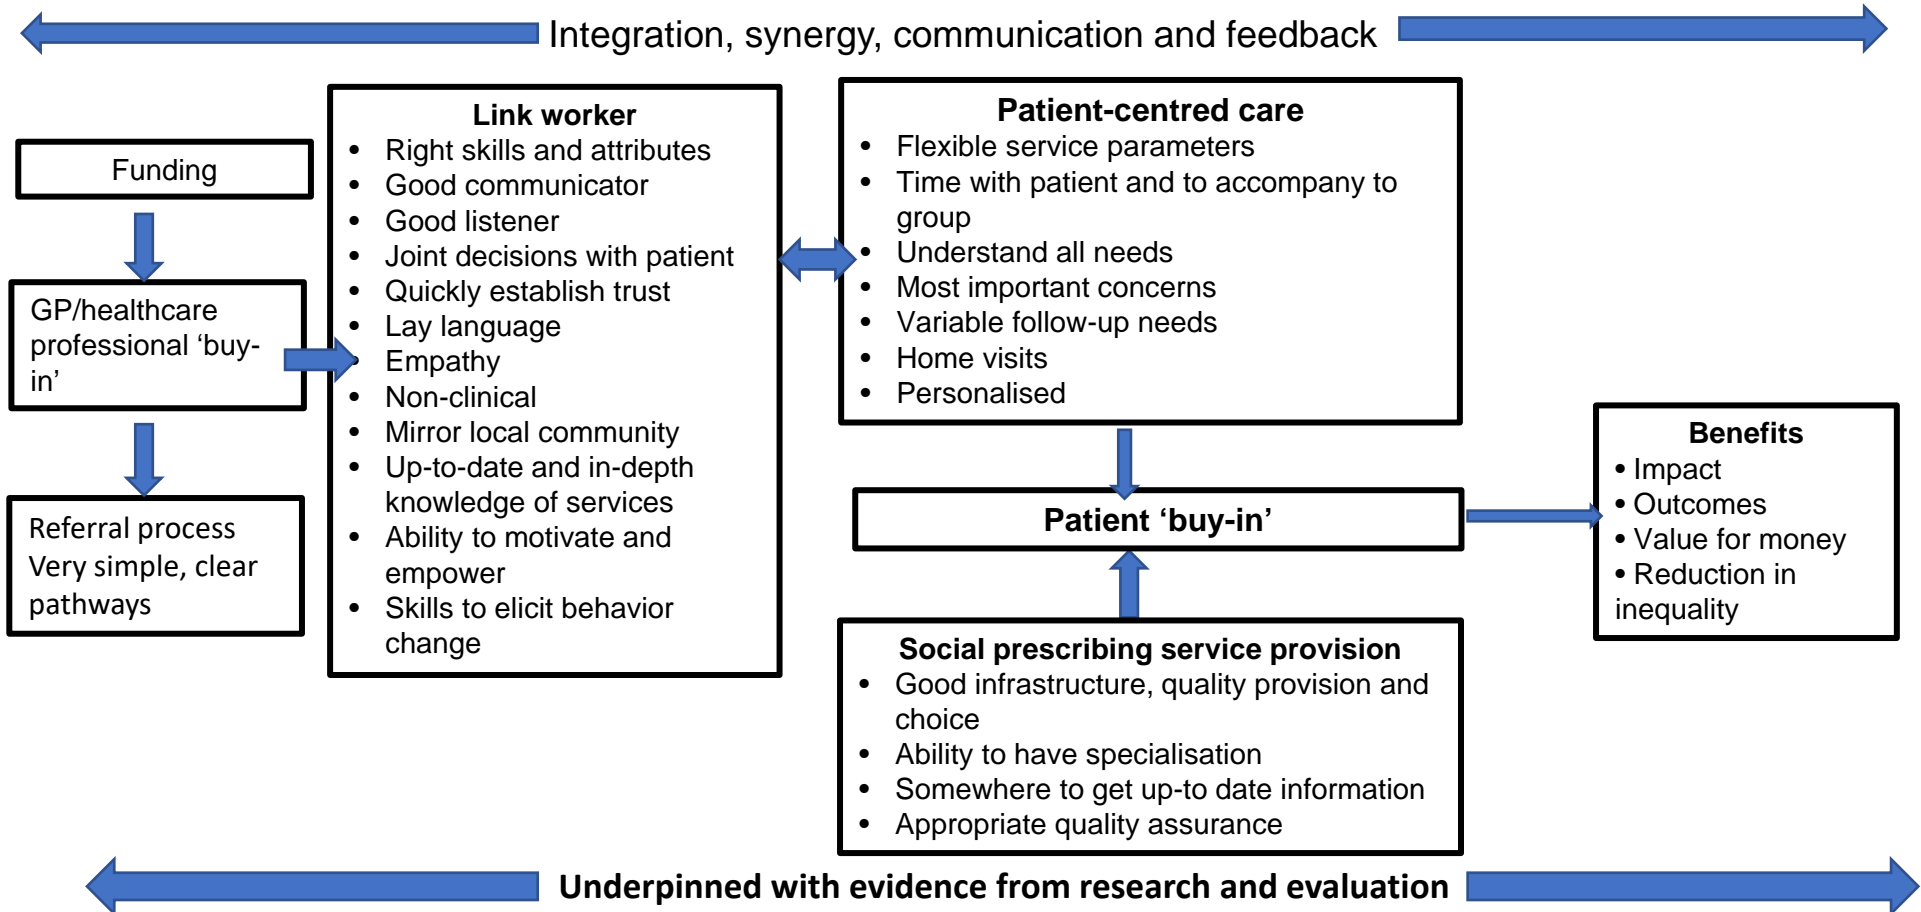 Integration, synergy, communication and feedback
Funding
GP/healthcare
professional ‘buy-
in’
Referral process
Very simple, clear
pathways
Link worker
• Right skills and attributes
• Good communicator
• Good listener
• Joint decisions with patient
• Quickly establish trust
• Lay language
• Empathy
• Non-clinical
• Mirror local community
• Up-to-date and in-depth
knowledge of services
• Ability to motivate and
empower
• Skills to elicit behavior
change
Patient-centred care
• Flexible service parameters
• Time with patient and to accompany to
group
• Understand all needs
• Most important concerns
• Variable follow-up needs
• Home visits
• Personalised
Patient ‘buy-in’
Social prescribing service provision
• Good infrastructure, quality provision and
choice
• Ability to have specialisation
• Somewhere to get up-to date information
• Appropriate quality assurance
Benefits
• Impact
• Outcomes
• Value for money
• Reduction in
inequality
Underpinned with evidence from research and evaluation